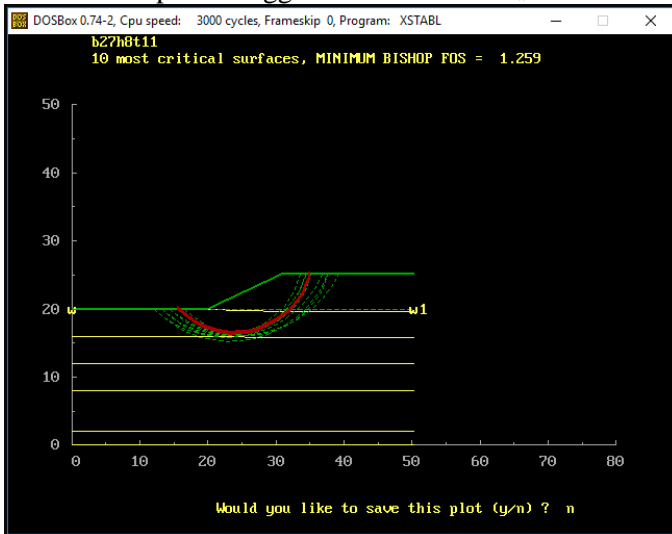 DOSBox 0.74-2, Cpu speed: 3000 cycles, Frameskip 0, Program: XSTABL
b27h8t11
10 most critical surfaces, MINIMUM BISHOP FOS = 1.259
50
40
30
20
10
0
w
w1
0 10 20 30 40 50 60 70 80
Would you like to save this plot (y/n) ? n